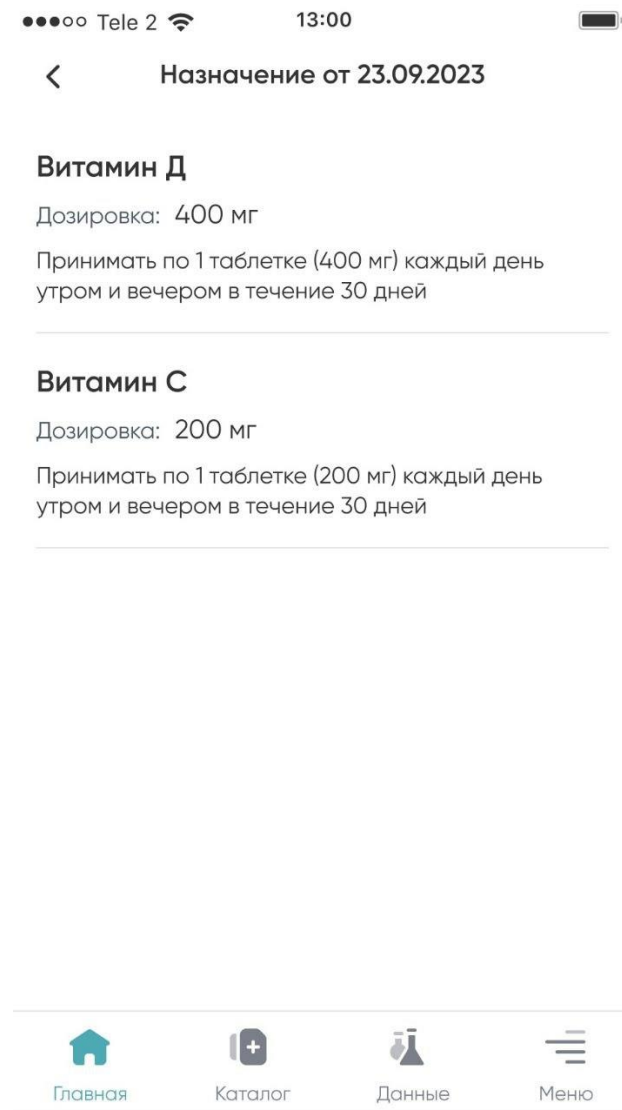 Tele 2 13:00
Назначение от 23.09.2023
Витамин Д
Дозировка: 400 мг
Принимать по 1 таблетке (400 мг) каждый день
утром и вечером в течение 30 дней
Витамин С
Дозировка: 200 мг
Принимать по 1 таблетке (200 мг) каждый день
утром и вечером в течение 30 дней
Главная Каталог Данные Меню